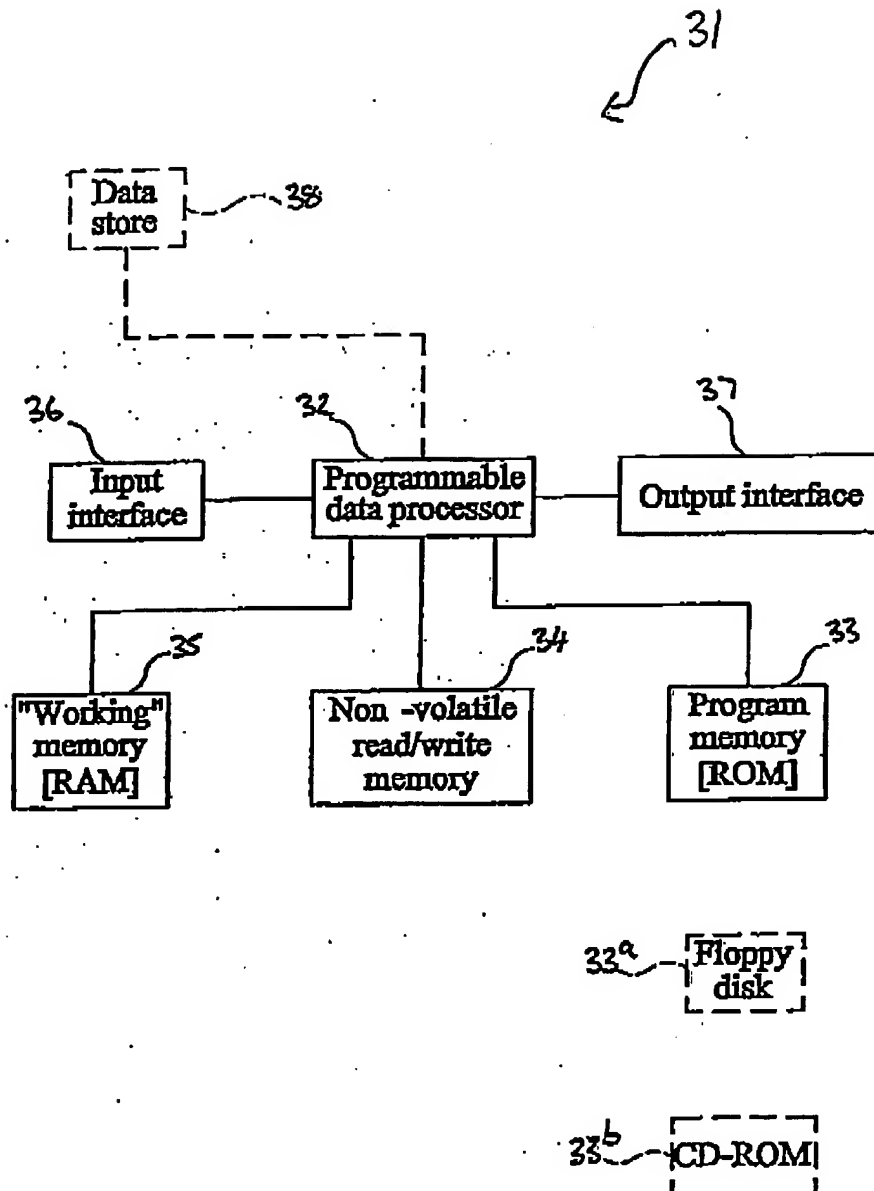 31
Data
store
38
36
32
37
Input
interface
Programmable
data processor
Output interface
35
34
33
"Working"
memory
[RAM]
Non -volatile
read/write
memory
Program
memory
[ROM]
33a
Floppy
disk
33b
CD-ROM